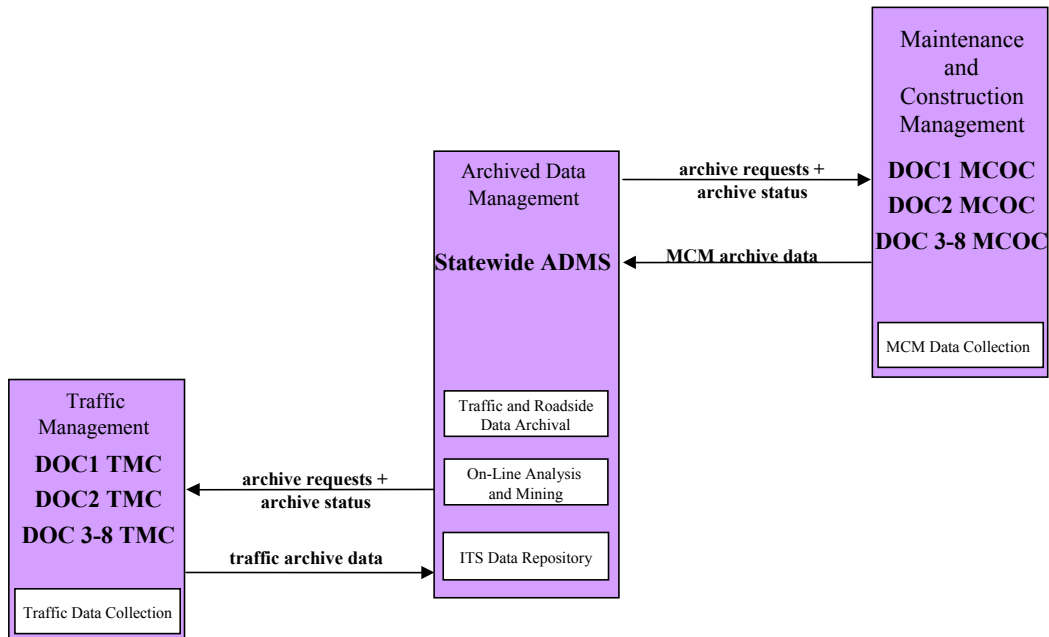 Maintenance
and
Construction
Management
DOC1 MCOC
DOC2 MCOC
DOC 3-8 MCOC
MCM Data Collection
archive requests +
archive status
MCM archive data
Archived Data
Management
Statewide ADMS
Traffic and Roadside
Data Archival
On-Line Analysis
and Mining
ITS Data Repository
Traffic
Management
DOC1 TMC
DOC2 TMC
DOC 3-8 TMC
Traffic Data Collection
archive requests +
archive status
traffic archive data